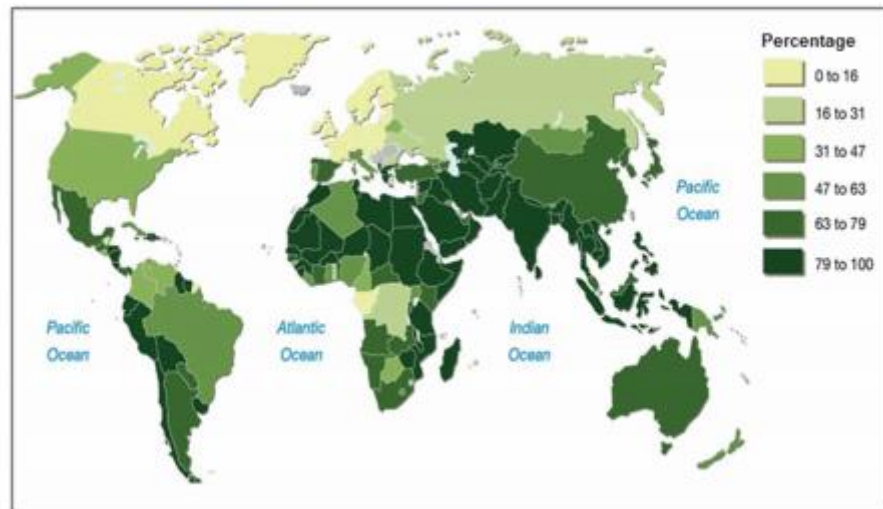 Percentage
0 to 16
16 to 31
31 to 47
47 to 63
63 to 79
79 to 100
Pacific
Ocean
Pacific
Ocean
Atlantic
Ocean
Indian
Ocean